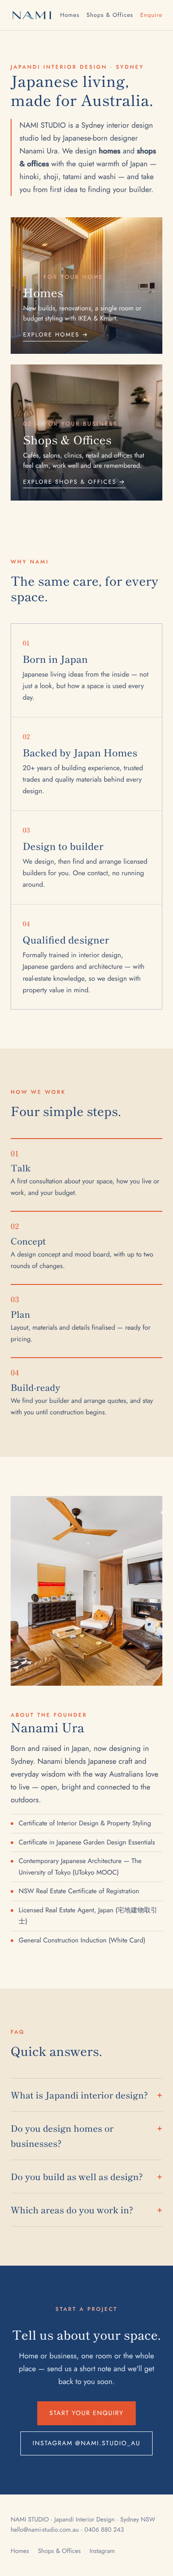 NAMI
Homes Shops & Offices Enquire
JAPANDI INTERIOR DESIGN · SYDNEY
Japanese living,
made for Australia.
NAMI STUDIO is a Sydney interior design
studio led by Japanese-born designer
Nanami Ura. We design homes and shops
& offices with the quiet warmth of Japan —
hinoki, shoji, tatami and washi — and take
you from first idea to finding your builder.
FOR YOUR HOME
Homes
New builds, renovations, a single room or
budget styling with IKEA & Kmart.
EXPLORE HOMES →
FOR YOUR BUSINESS
Shops & Offices
Cafés, salons, clinics, retail and offices that
feel calm, work well and are remembered.
EXPLORE SHOPS & OFFICES →
WHY NAMI
The same care, for every
space.
01
Born in Japan
Japanese living ideas from the inside — not
just a look, but how a space is used every
day.
02
Backed by Japan Homes
20+ years of building experience, trusted
trades and quality materials behind every
design.
03
Design to builder
We design, then find and arrange licensed
builders for you. One contact, no running
around.
04
Qualified designer
Formally trained in interior design,
Japanese gardens and architecture — with
real-estate knowledge, so we design with
property value in mind.
HOW WE WORK
Four simple steps.
01
Talk
A first consultation about your space, how you live or
work, and your budget.
02
Concept
A design concept and mood board, with up to two
rounds of changes.
03
Plan
Layout, materials and details finalised — ready for
pricing.
04
Build-ready
We find your builder and arrange quotes, and stay
with you until construction begins.
ABOUT THE FOUNDER
Nanami Ura
Born and raised in Japan, now designing in
Sydney. Nanami blends Japanese craft and
everyday wisdom with the way Australians love
to live — open, bright and connected to the
outdoors.
Certificate of Interior Design & Property Styling
Certificate in Japanese Garden Design Essentials
Contemporary Japanese Architecture — The
University of Tokyo (UTokyo MOOC)
NSW Real Estate Certificate of Registration
Licensed Real Estate Agent, Japan (宅地建物取引
士)
General Construction Induction (White Card)
FAQ
Quick answers.
What is Japandi interior design? +
Do you design homes or +
businesses?
Do you build as well as design? +
Which areas do you work in? +
START A PROJECT
Tell us about your space.
Home or business, one room or the whole
place — send us a short note and we'll get
back to you soon.
START YOUR ENQUIRY
INSTAGRAM @NAMI.STUDIO_AU
NAMI STUDIO · Japandi Interior Design · Sydney NSW
hello@nami-studio.com.au · 0406 880 243
Homes Shops & Offices Instagram